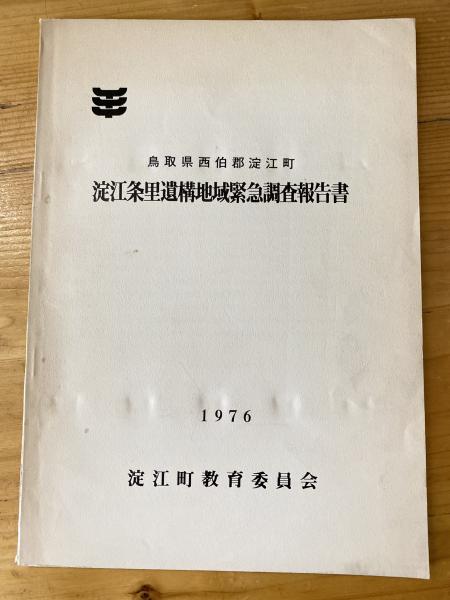 鳥取県西伯郡淀江町
淀江条里遺構地域緊急調査報告書
1976
淀江町教育委員会